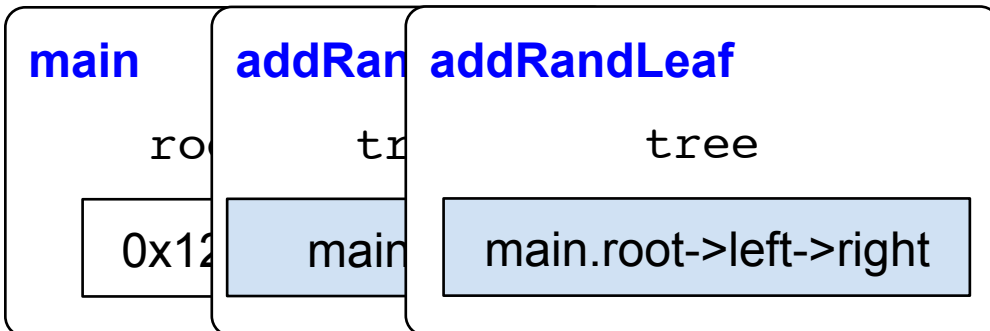 main addRan addRandLeaf
roo tr tree
0x12 main main.root->left->right